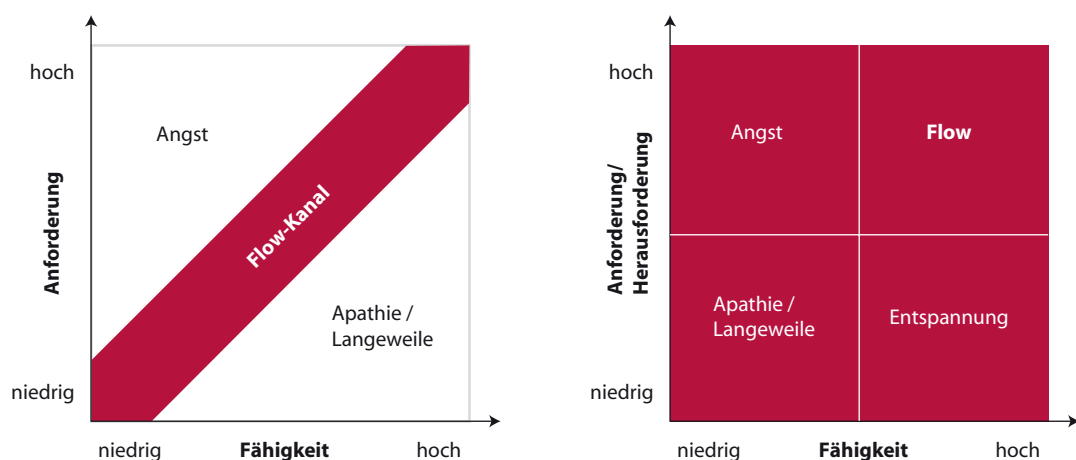 hoch
Angst
Flow-Kanal
Apathie /
Langeweile
Anforderung
niedrig
niedrig
Fähigkeit
hoch
hoch
Angst
Flow
Anforderung/
Herausforderung
Apathie /
Langeweile
Entspannung
niedrig
niedrig
Fähigkeit
hoch